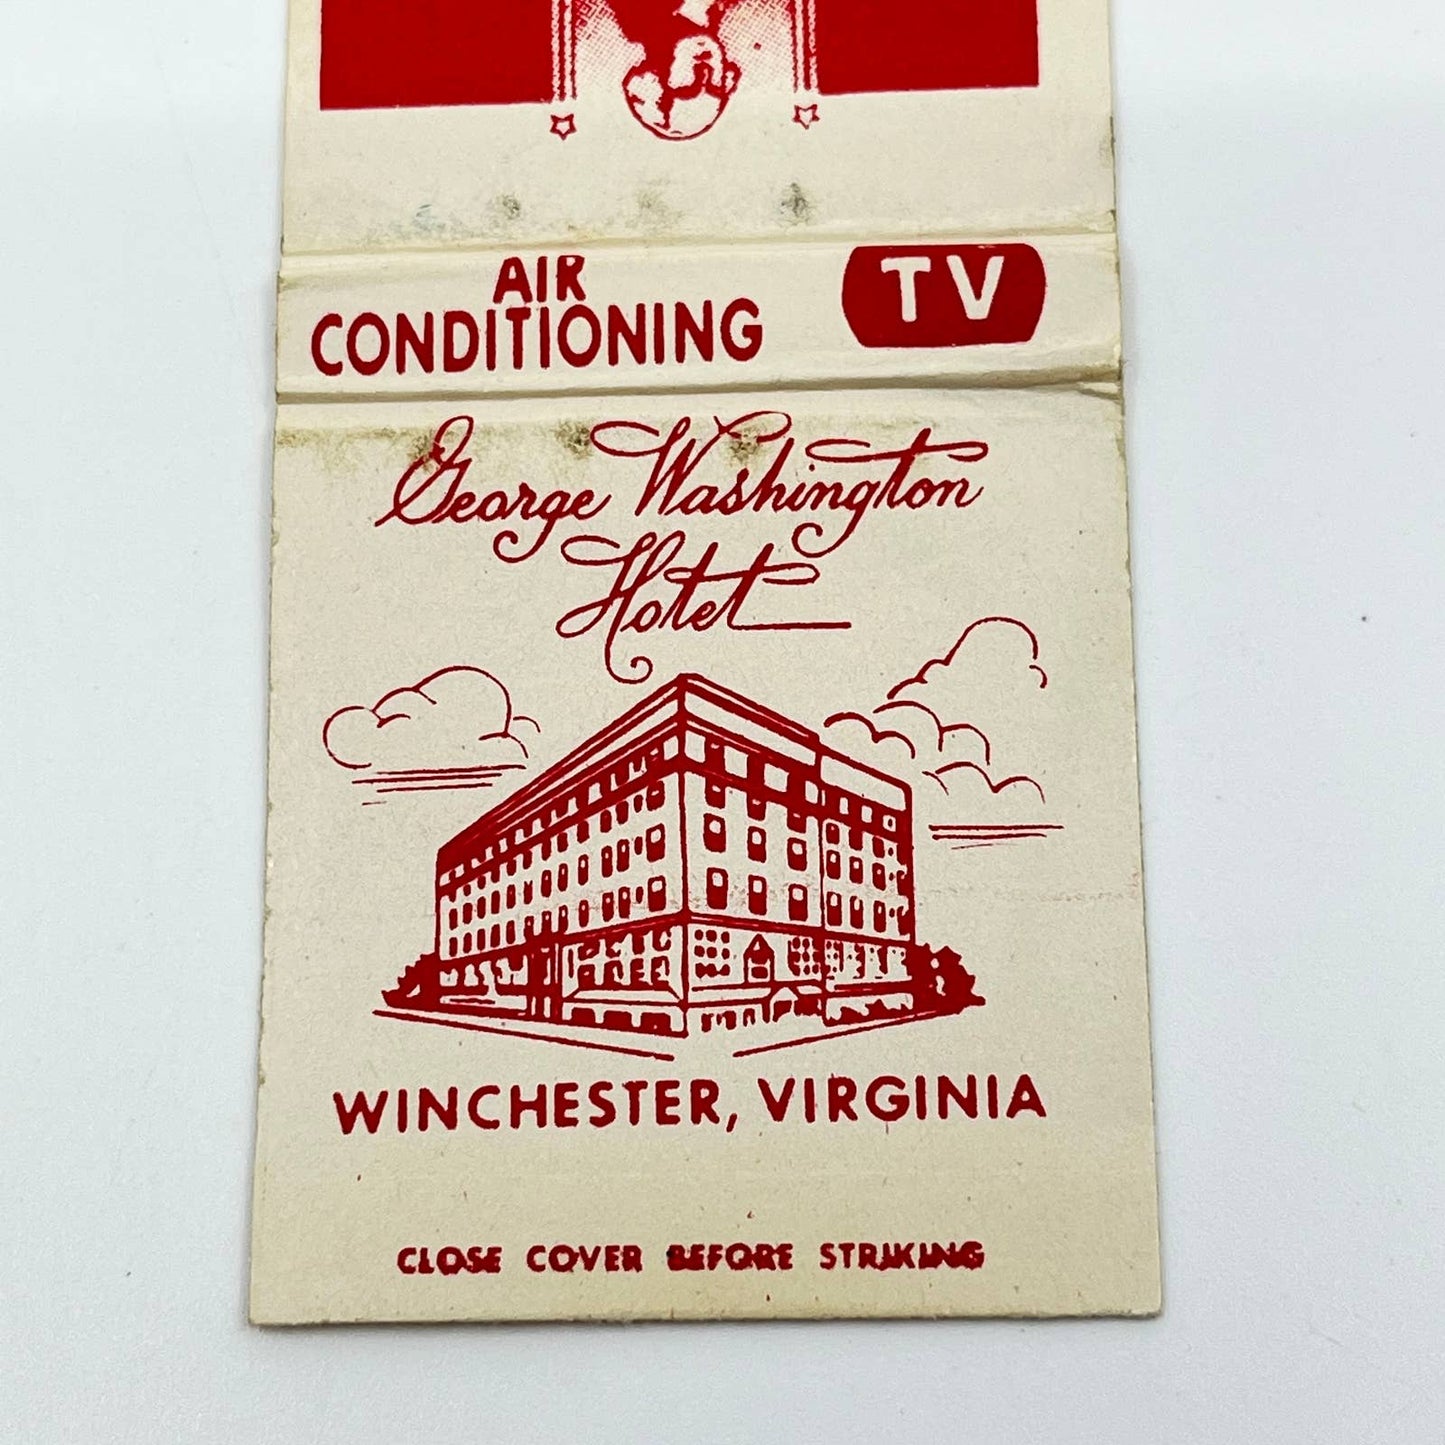 AIR
CONDITIONING
TV
George Washington
Hotel
WINCHESTER, VIRGINIA
CLOSE COVER BEFORE STRIKING